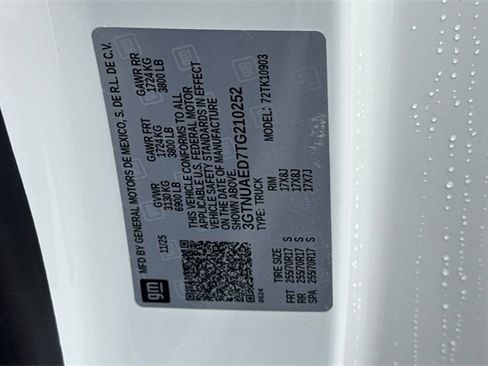 MFD BY GENERAL MOTORS DE MEXICO, S. DE R.L. DE C.V.
11/25 GVWR GAWR FRT GAWR RR
3130 KG 1724 KG 1724 KG
6900 LB 3800 LB 3800 LB
THIS VEHICLE CONFORMS TO ALL
APPLICABLE U.S. FEDERAL MOTOR
VEHICLE SAFETY STANDARDS IN EFFECT
ON THE DATE OF MANUFACTURE
SHOWN ABOVE.
3GTNUAED7TG210252
TYPE: TRUCK MODEL: 72TK10903
gm
8624
TIRE SIZE RIM
FRT 255/70R17 S 17X8J
RR 255/70R17 S 17X8J
SPA 255/70R17 S 17X7J